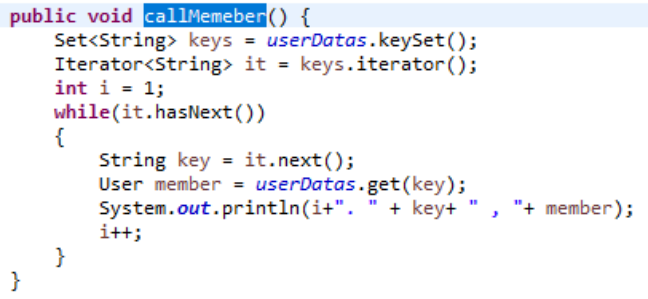 public void callMemeber() {
    Set<String> keys = userDatas.keySet();
    Iterator<String> it = keys.iterator();
    int i = 1;
    while(it.hasNext())
    {
        String key = it.next();
        User member = userDatas.get(key);
        System.out.println(i+". " + key+ " , "+ member);
        i++;
    }
}